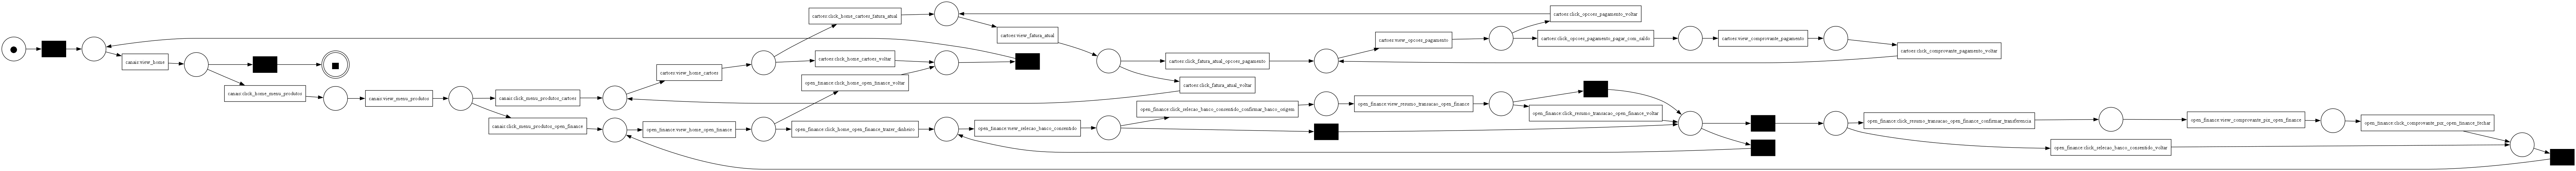 canais:view_home
canais:click_home_menu_produtos
canais:view_menu_produtos
canais:click_menu_produtos_cartoes
canais:click_menu_produtos_open_finance
cartoes:view_home_cartoes
cartoes:click_home_cartoes_fatura_atual
cartoes:click_home_cartoes_voltar
open_finance:click_home_open_finance_voltar
open_finance:view_home_open_finance
open_finance:click_home_open_finance_trazer_dinheiro
cartoes:view_fatura_atual
open_finance:view_selecao_banco_consentido
cartoes:click_fatura_atual_opcoes_pagamento
cartoes:click_fatura_atual_voltar
open_finance:click_selecao_banco_consentido_confirmar_banco_origem
cartoes:view_opcoes_pagamento
open_finance:view_resumo_transacao_open_finance
cartoes:click_opcoes_pagamento_voltar
cartoes:click_opcoes_pagamento_pagar_com_saldo
open_finance:click_resumo_transacao_open_finance_voltar
cartoes:view_comprovante_pagamento
cartoes:click_comprovante_pagamento_voltar
open_finance:click_resumo_transacao_open_finance_confirmar_transferencia
open_finance:click_selecao_banco_consentido_voltar
open_finance:view_comprovante_pix_open_finance
open_finance:click_comprovante_pix_open_finance_fechar